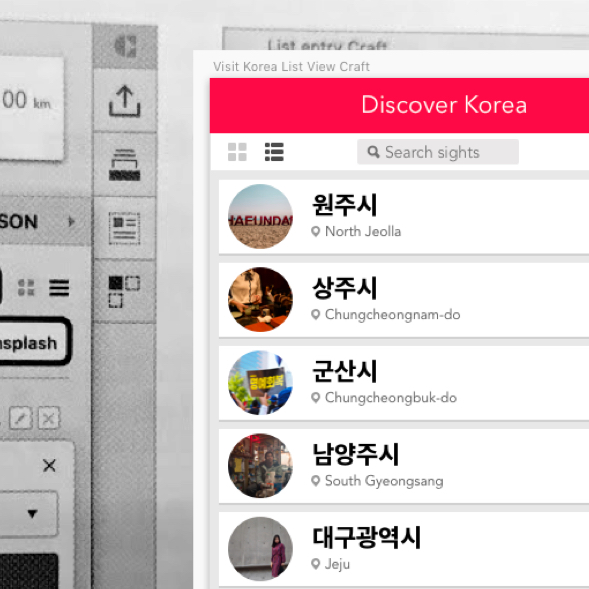 List entry Craft
Visit Korea List View Craft
00 km
SON
splash
Discover Korea
Search sights
HAEUNDA
원주시
North Jeolla
상주시
Chungcheongnam-do
군산시
Chungcheongbuk-do
남양주시
South Gyeongsang
대구광역시
Jeju